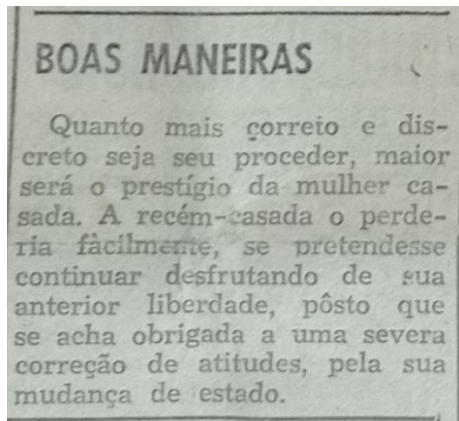 BOAS MANEIRAS
Quanto mais correio e dis-
creto seja seu proceder, maior
será o prestígio da mulher ca-
sada. A recém-casada o perde-
ria fàcilmente, se pretendesse
continuar desfrutando de sua
anterior liberdade, pôsto que
se acha obrigada a uma severa
correção de atitudes, pela sua
mudança de estado.